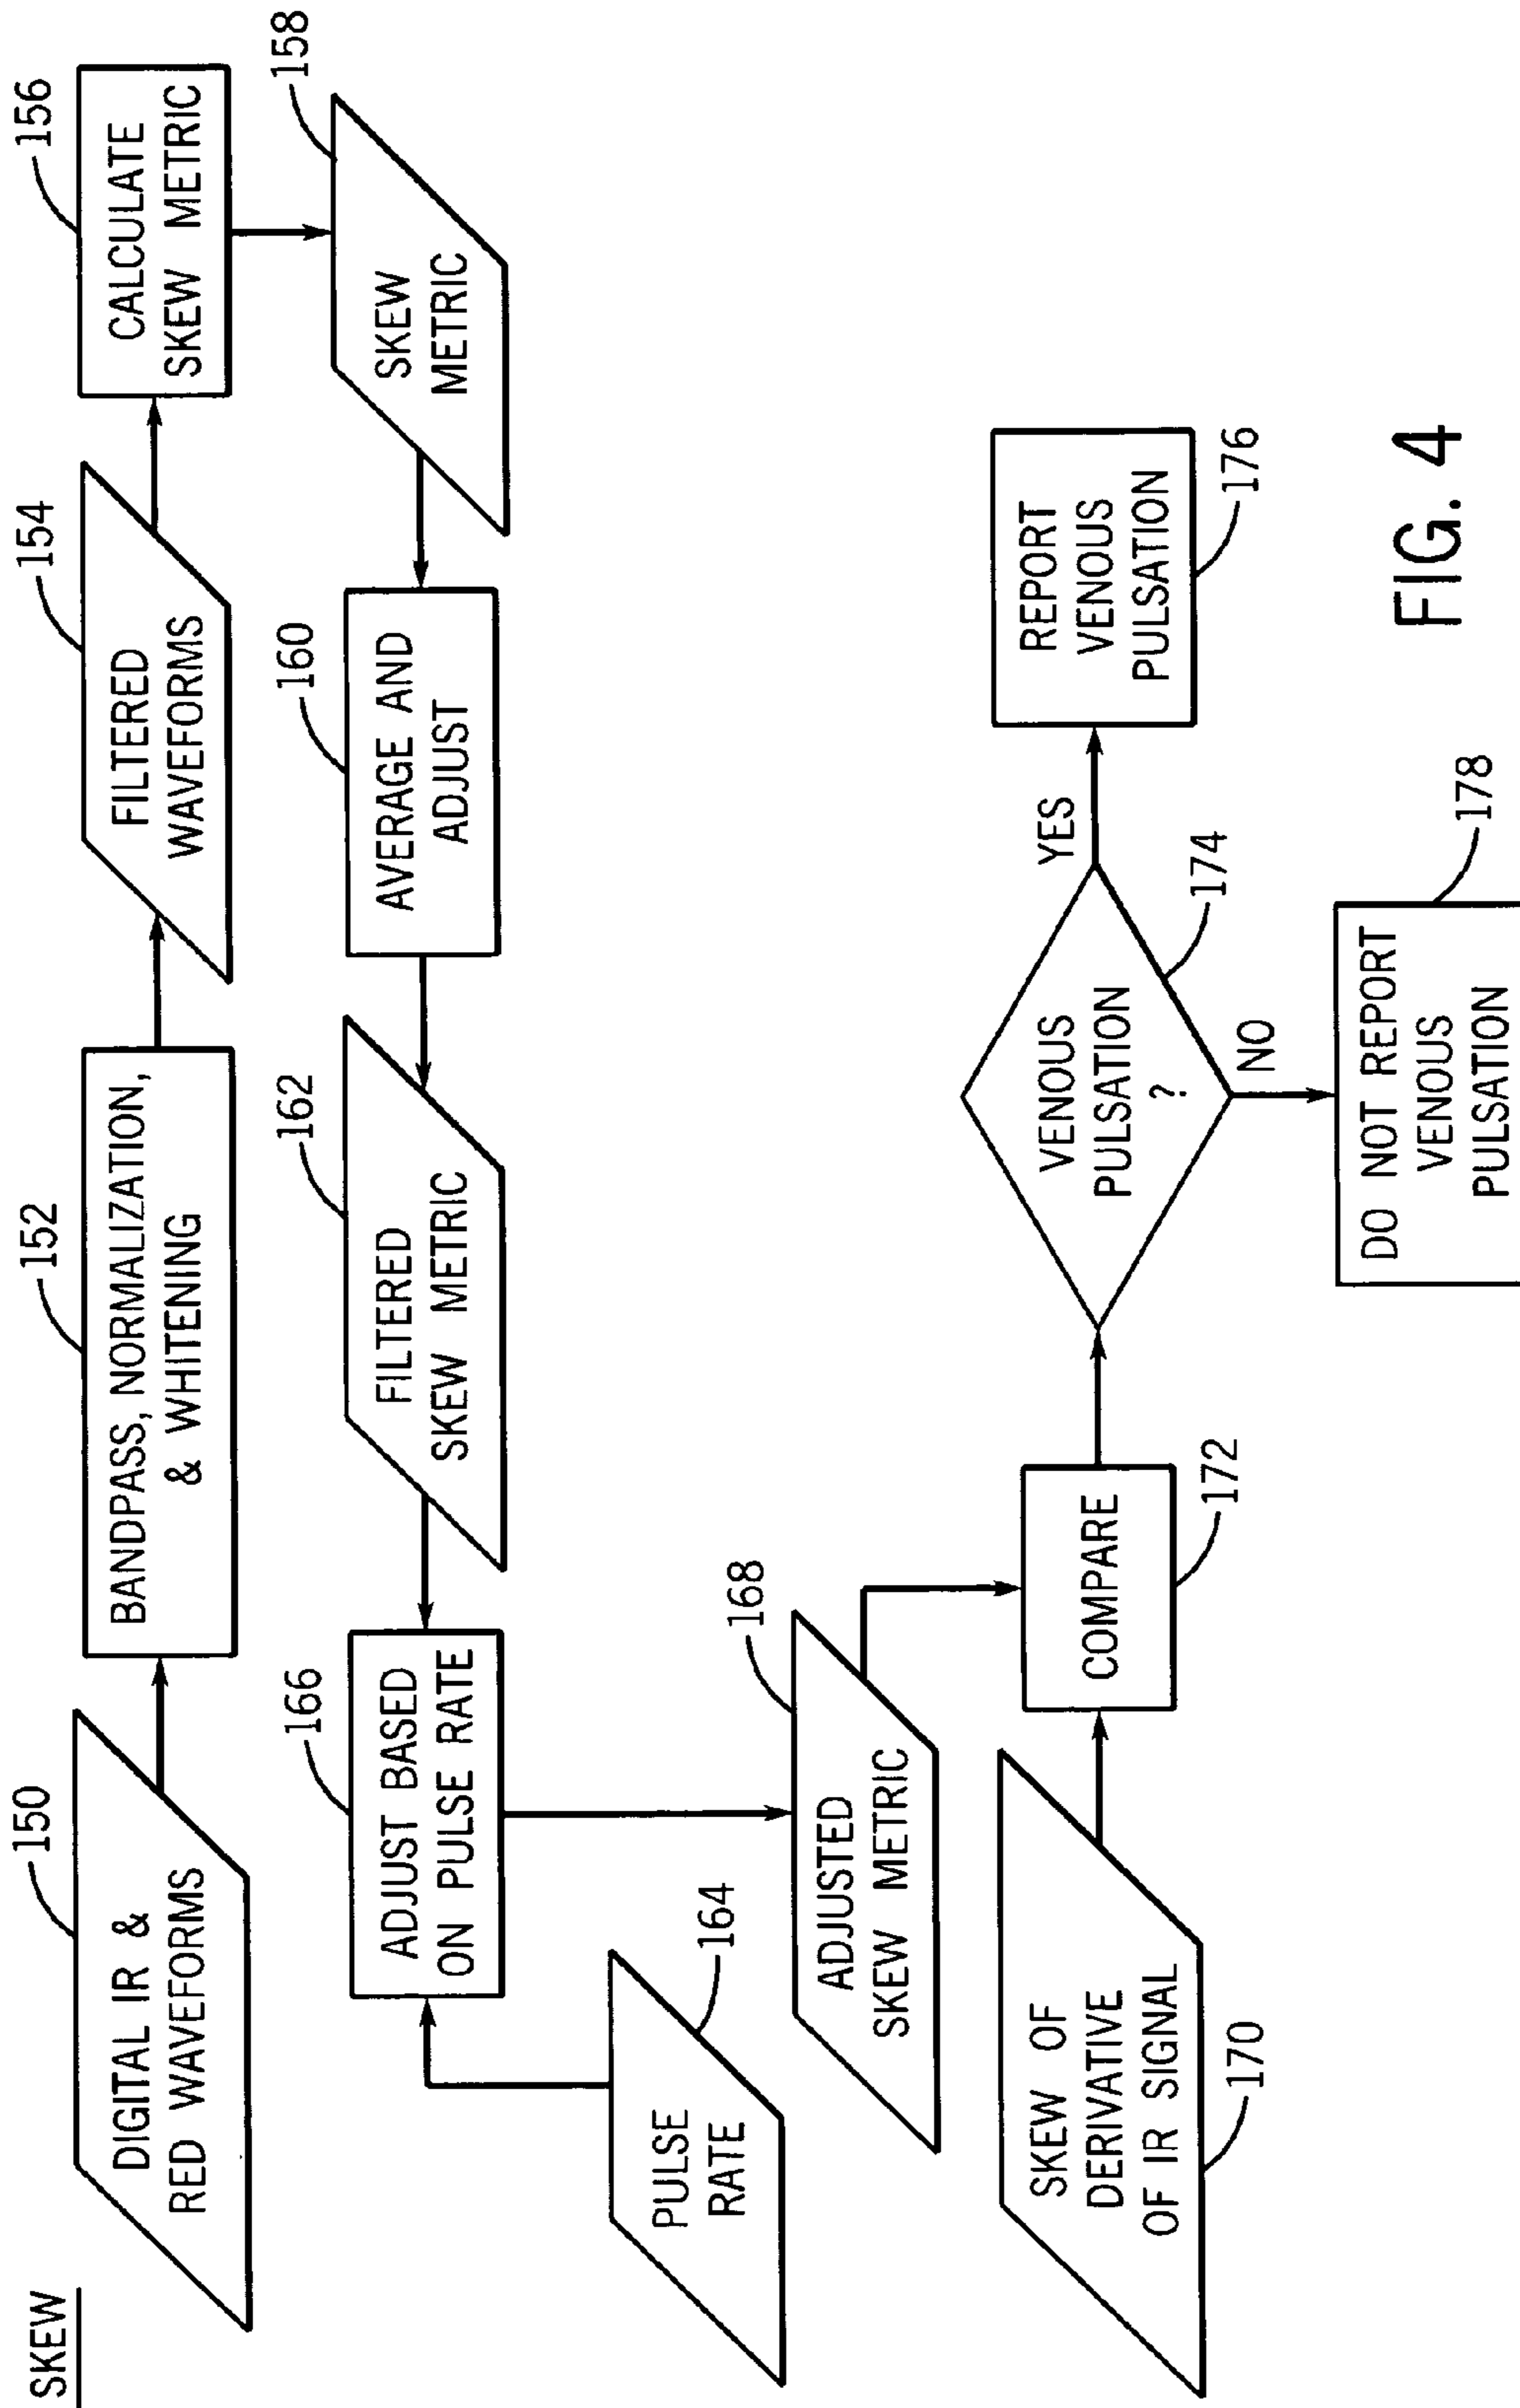 SKEW
150
DIGITAL IR &
RED WAVEFORMS
152
BANDPASS, NORMALIZATION,
& WHITENING
154
FILTERED
WAVEFORMS
156
CALCULATE
SKEW METRIC
158
SKEW
METRIC
160
AVERAGE AND
ADJUST
162
FILTERED
SKEW METRIC
166
ADJUST BASED
ON PULSE RATE
164
PULSE
RATE
168
ADJUSTED
SKEW METRIC
SKEW OF
DERIVATIVE
OF IR SIGNAL
170
COMPARE
172
VENOUS
PULSATION
?
174
YES
NO
REPORT
VENOUS
PULSATION
176
DO NOT REPORT
VENOUS
PULSATION
178
FIG. 4